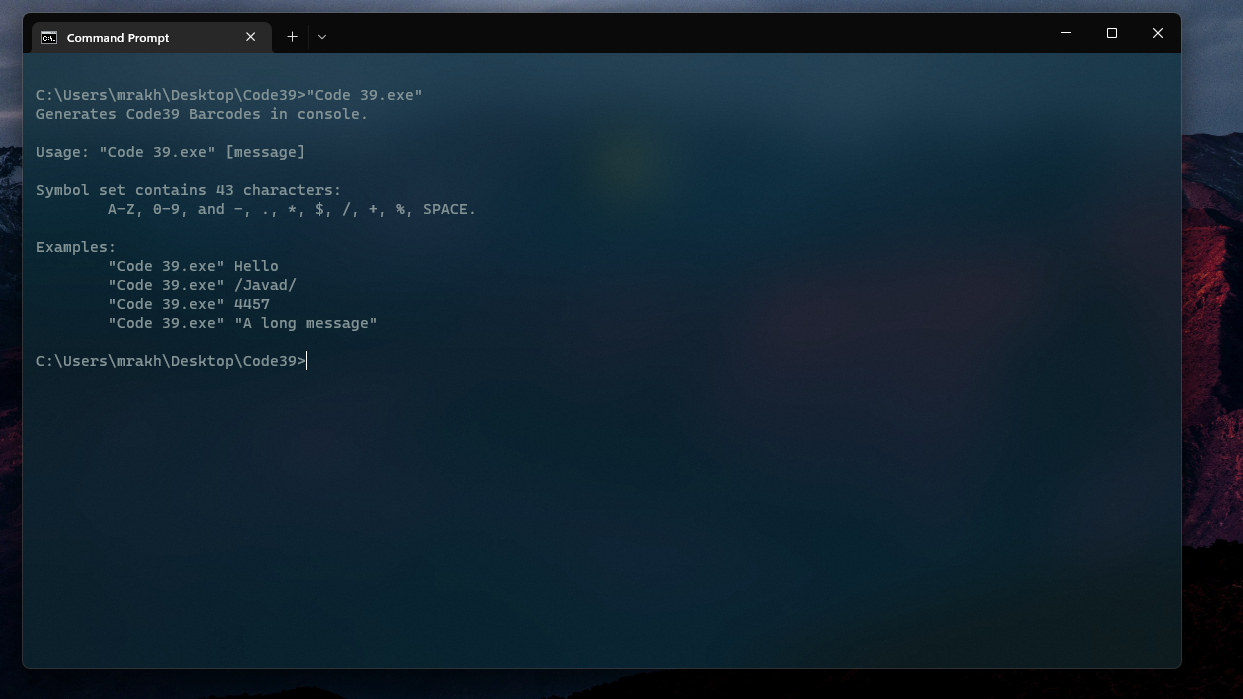 Command Prompt
C:\Users\mrakh\Desktop\Code39>"Code 39.exe"
Generates Code39 Barcodes in console.
Usage: "Code 39.exe" [message]
Symbol set contains 43 characters:
A-Z, 0-9, and -, ., *, $, /, +, %, SPACE.
Examples:
"Code 39.exe" Hello
"Code 39.exe" /Javad/
"Code 39.exe" 4457
"Code 39.exe" "A long message"
C:\Users\mrakh\Desktop\Code39>